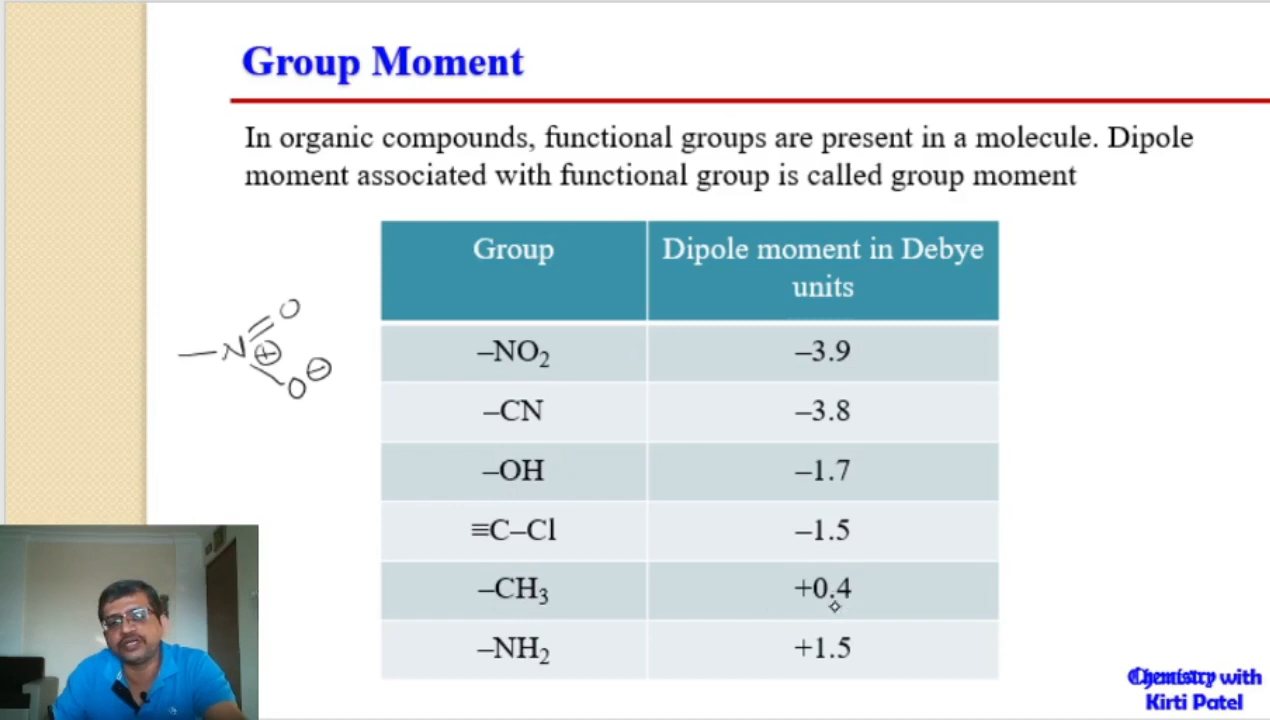 Group Moment
In organic compounds, functional groups are present in a molecule. Dipole
moment associated with functional group is called group moment
Group
Dipole moment in Debye
units
–NO₂ –3.9
–CN –3.8
–OH –1.7
≡C–Cl –1.5
–CH₃ +0.4
–NH₂ +1.5
—N⊕
=O
—O⊖
Chemistry with
Kirti Patel